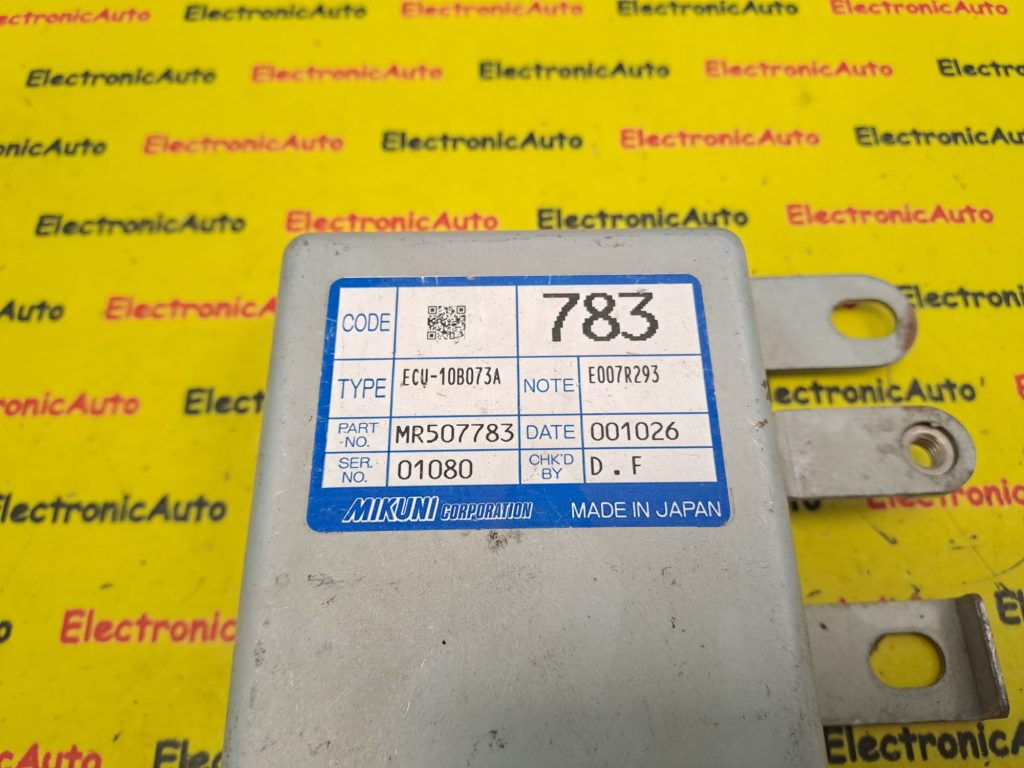 ElectronicAuto ElectronicAuto ElectronicAuto ElectronicAuto
ElectronicAuto ElectronicAuto ElectronicAuto ElectronicAuto
ElectronicAuto ElectronicAuto ElectronicAuto
ElectronicAuto ElectronicAuto ElectronicAuto ElectronicAuto
CODE 783
TYPE ECU-10B073A NOTE E007R293
PART -NO. MR507783 DATE 001026
SER. NO. 01080 CHK'D BY D.F
MIKUNI CORPORATION MADE IN JAPAN
ElectronicAuto
ElectronicAuto
ElectronicAuto